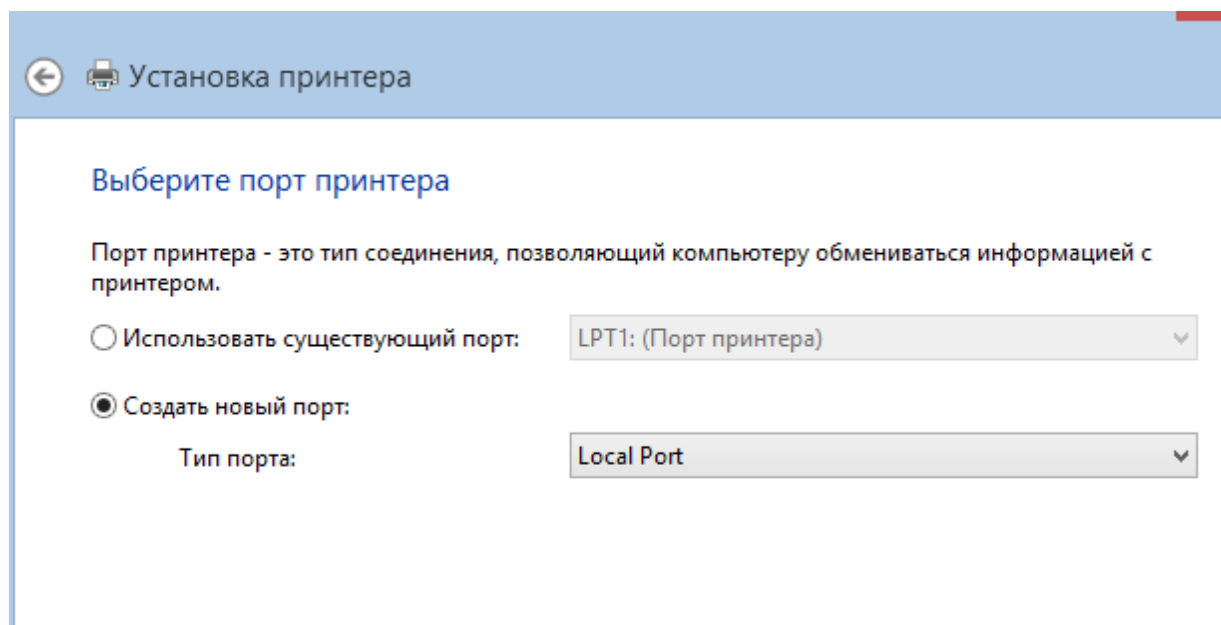 Установка принтера
Выберите порт принтера
Порт принтера - это тип соединения, позволяющий компьютеру обмениваться информацией с
принтером.
Использовать существующий порт: LPT1: (Порт принтера)
Создать новый порт:
Тип порта: Local Port